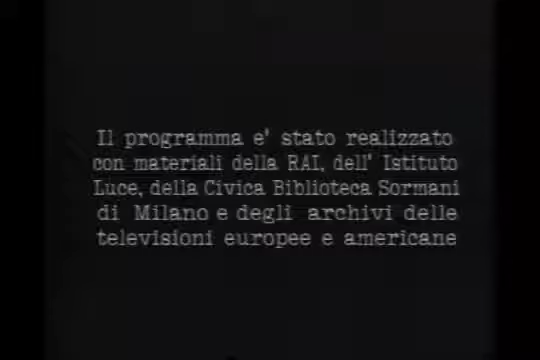 Il programma e' stato realizzato
con materiali della RAI, dell' Istituto
Luce, della Civica Biblioteca Sormani
di Milano e degli archivi delle
televisioni europee e americane